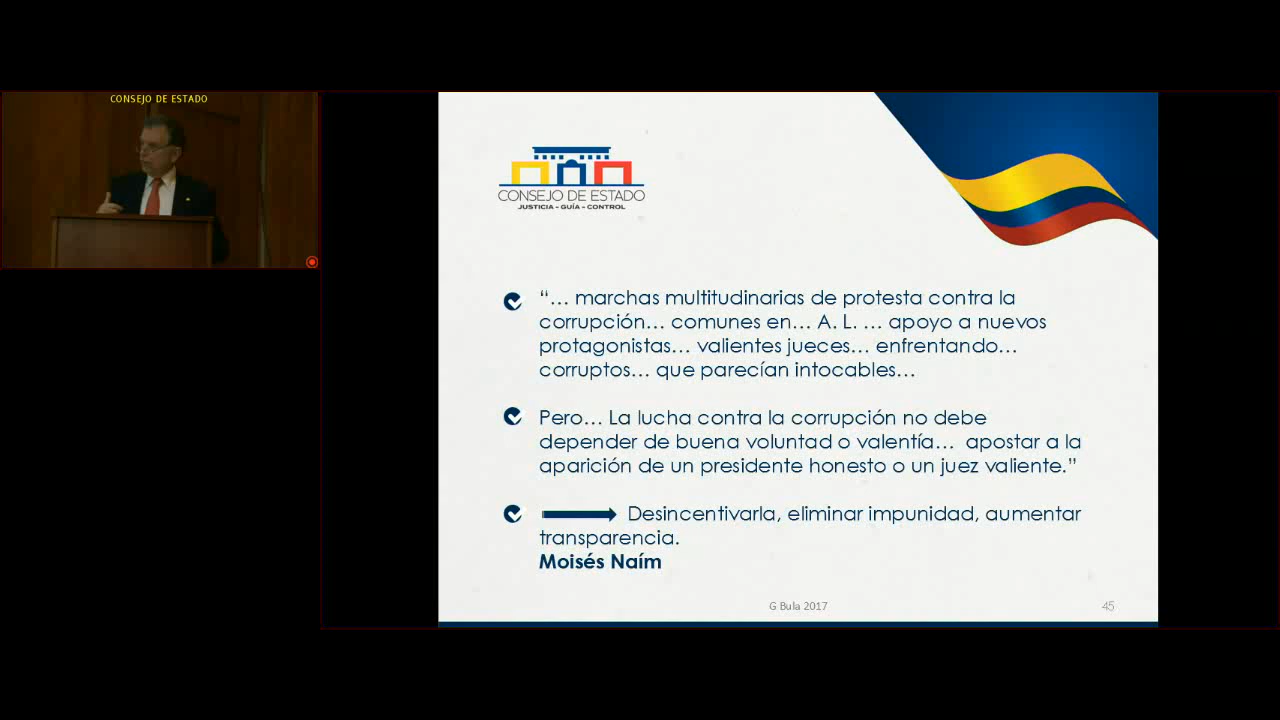 CONSEJO DE ESTADO
CONSEJO DE ESTADO
JUSTICIA - GUÍA - CONTROL
“... marchas multitudinarias de protesta contra la
corrupción... comunes en... A. L. ... apoyo a nuevos
protagonistas... valientes jueces... enfrentando...
corruptos... que parecían intocables...
Pero... La lucha contra la corrupción no debe
depender de buena voluntad o valentía... apostar a la
aparición de un presidente honesto o un juez valiente.”
Desincentivarla, eliminar impunidad, aumentar
transparencia.
Moisés Naím
G Bula 2017
45